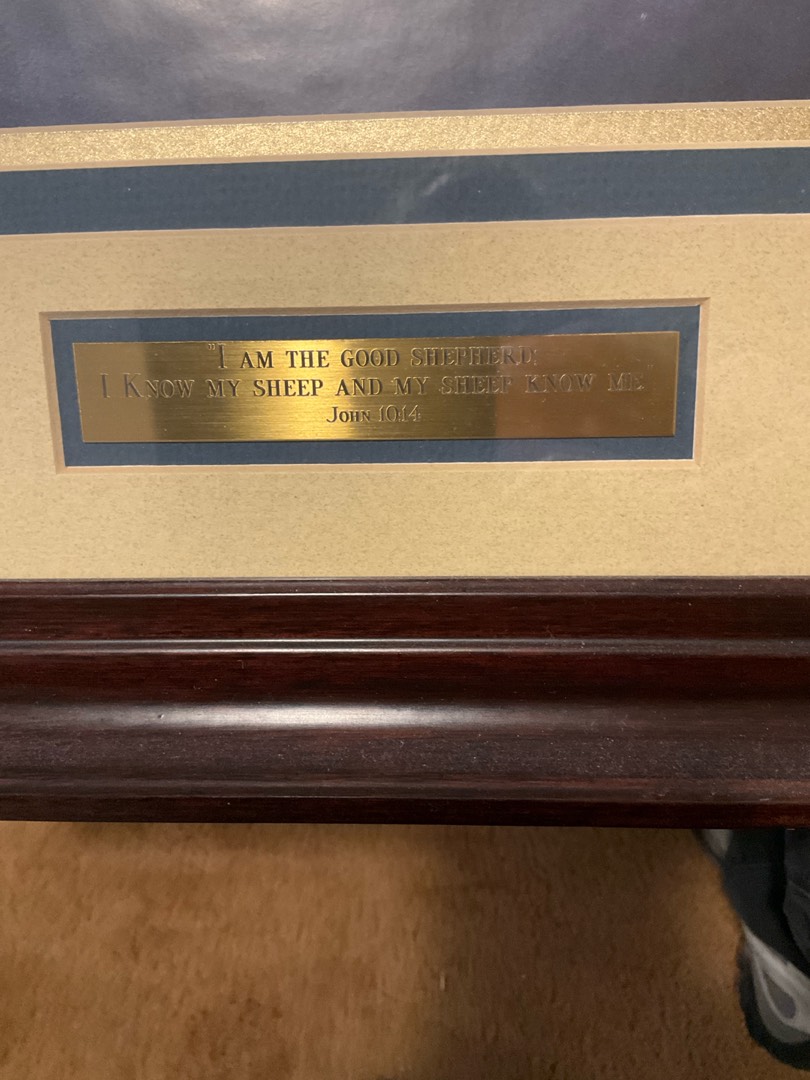 "I AM THE GOOD SHEPHERD;
I KNOW MY SHEEP AND MY SHEEP KNOW ME"
JOHN 10:14